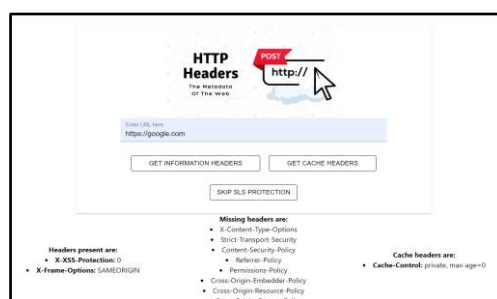 HTTP
Headers
The Metadata
Of The Web
POST
http://
Enter URL here
https://google.com
GET INFORMATION HEADERS
GET CACHE HEADERS
SKIP SLS PROTECTION
Headers present are:
• X-XSS-Protection: 0
• X-Frame-Options: SAMEORIGIN
Missing headers are:
• X-Content-Type-Options
• Strict-Transport-Security
• Content-Security-Policy
• Referrer-Policy
• Permissions-Policy
• Cross-Origin-Embedder-Policy
• Cross-Origin-Resource-Policy
Cache headers are:
• Cache-Control: private, max-age=0